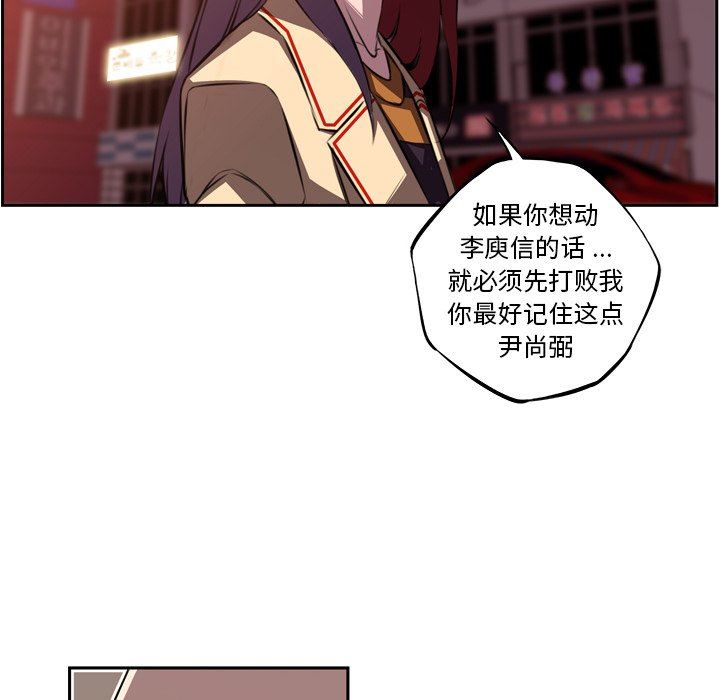 如果你想动
李庾信的话 ...
就必须先打败我
你最好记住这点
尹尚弼